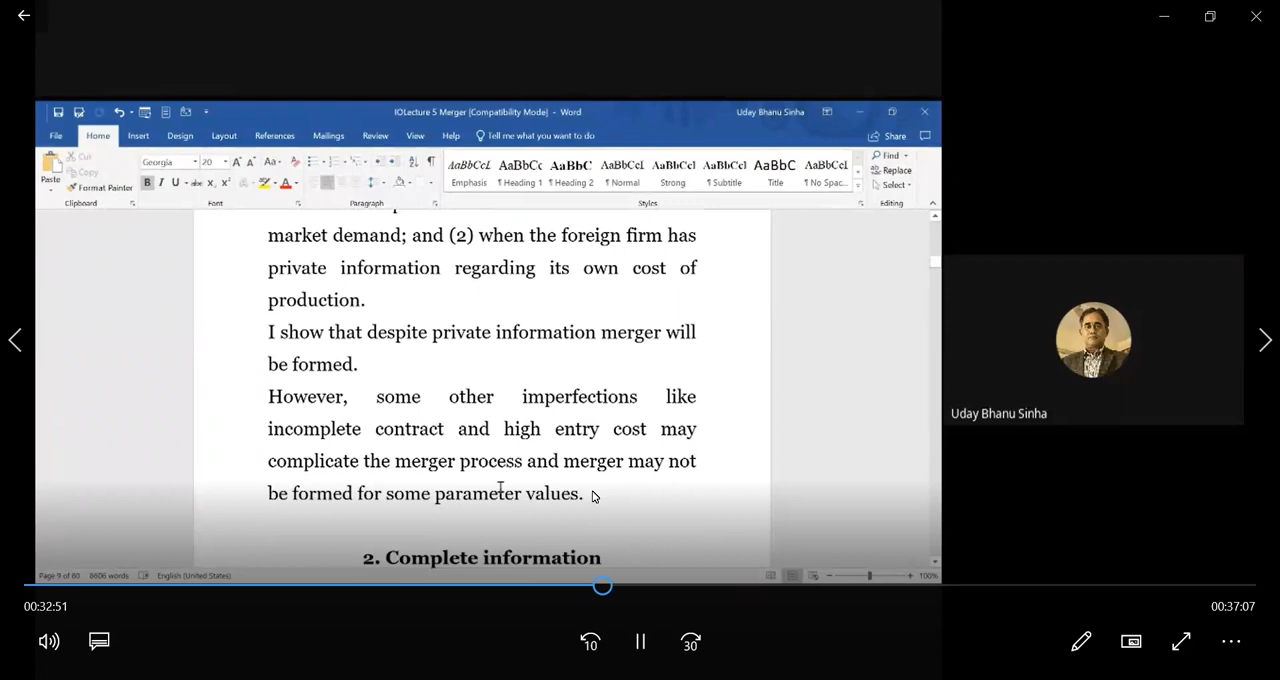 IOLecture 5 Merger [Compatibility Mode] - Word
Uday Bhanu Sinha
File Home Insert Design Layout References Mailings Review View Help Tell me what you want to do
Share
Paste
Cut
Copy
Format Painter
Clipboard
Georgia 20
Font
Paragraph
AaBbCcL AaBbCc AaBbC AaBbCcL AaBbCcl AaBbCcl AaBbC AaBbCcL
Emphasis ¶ Heading 1 ¶ Heading 2 ¶ Normal Strong ¶ Subtitle Title ¶ No Spac...
Styles
Find
Replace
Select
Editing
market demand; and (2) when the foreign firm has
private information regarding its own cost of
production.
I show that despite private information merger will
be formed.
However, some other imperfections like
incomplete contract and high entry cost may
complicate the merger process and merger may not
be formed for some parameter values.
2. Complete information
Page 9 of 80 8606 words English (United States)
100%
Uday Bhanu Sinha
00:32:51
00:37:07
10
30